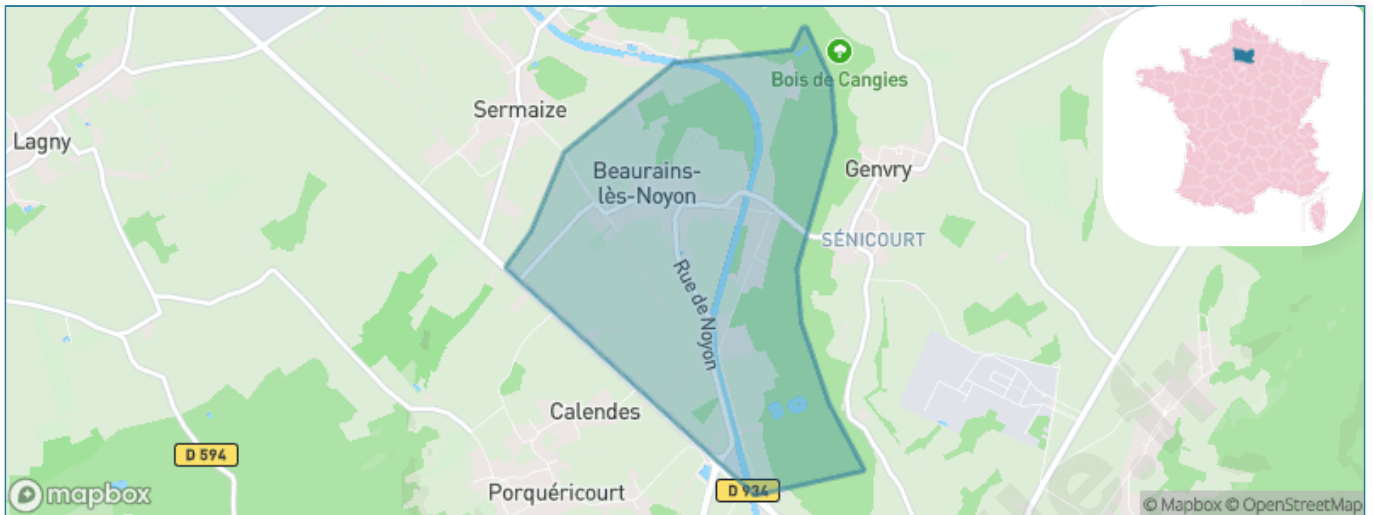 Bois de Cangies
Sermaize
Lagny
Beaurains-
lès-Noyon
Genvry
SÉNICOURT
Rue de Noyon
Calendes
D 594
Porquéricourt
D 934
mapbox
© Mapbox © OpenStreetMap